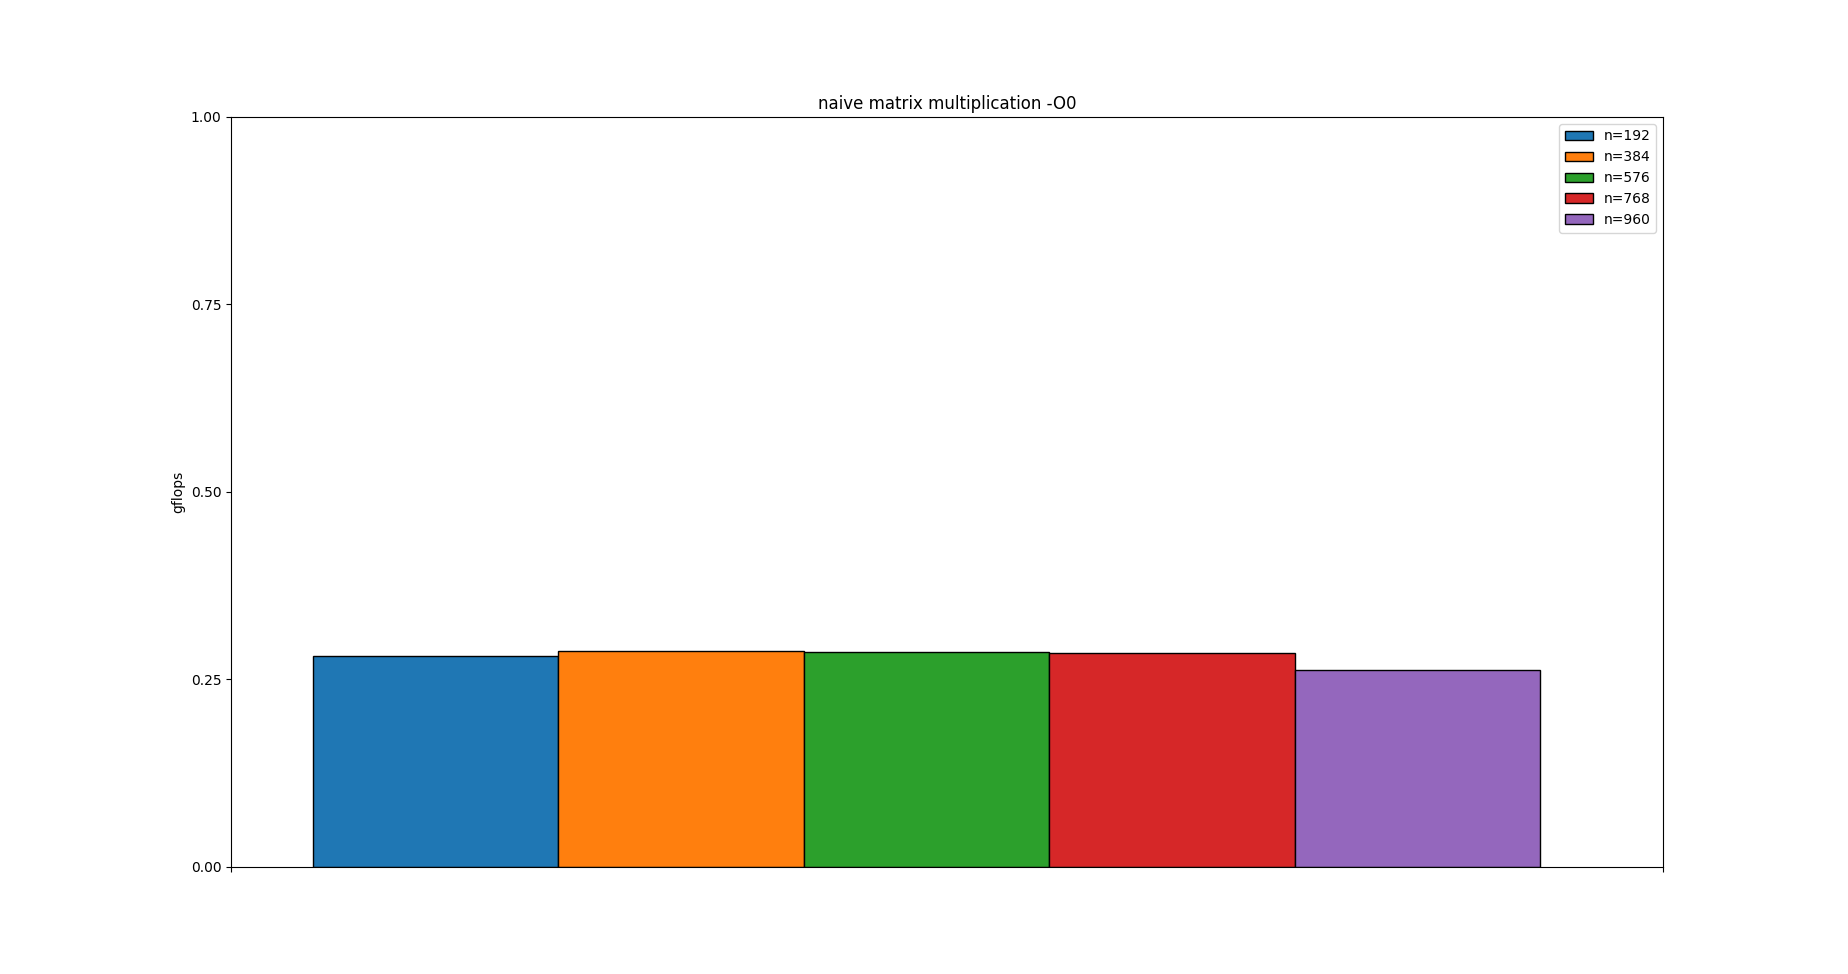 naive matrix multiplication -O0
1.00
0.75
0.50
0.25
0.00
gflops
n=192
n=384
n=576
n=768
n=960